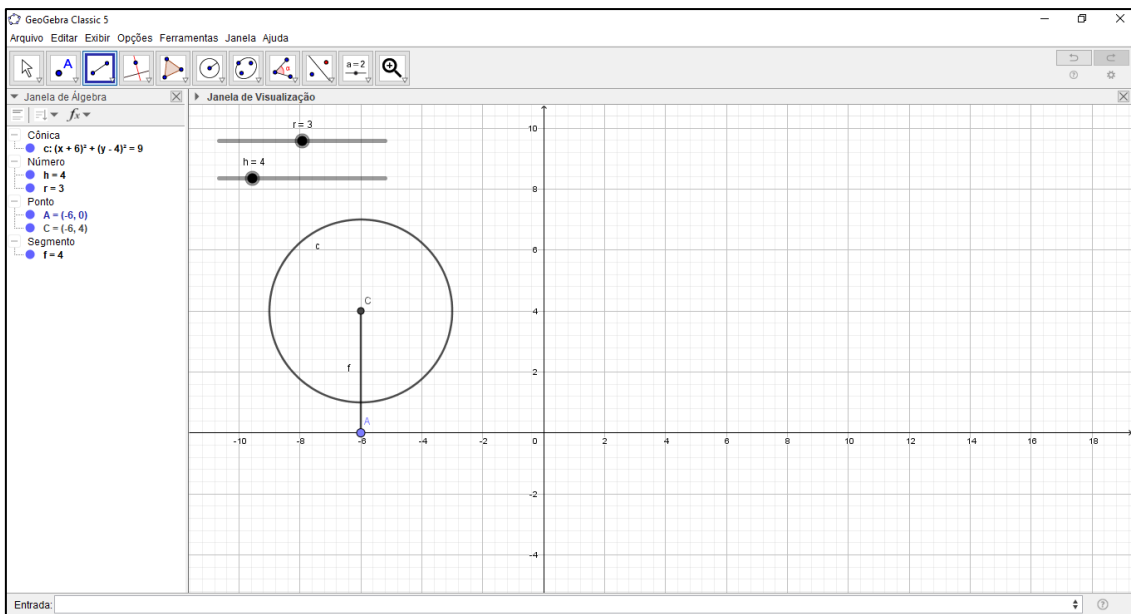 GeoGebra Classic 5
Arquivo Editar Exibir Opções Ferramentas Janela Ajuda
A
α
a = 2
Janela de Álgebra
Janela de Visualização
fx
Cônica
c: (x + 6)² + (y - 4)² = 9
Número
h = 4
r = 3
Ponto
A = (-6, 0)
C = (-6, 4)
Segmento
f = 4
r = 3
h = 4
c
C
f
A
10
8
6
4
2
-2
-4
-10 -8 -6 -4 -2 0 2 4 6 8 10 12 14 16 18
Entrada: